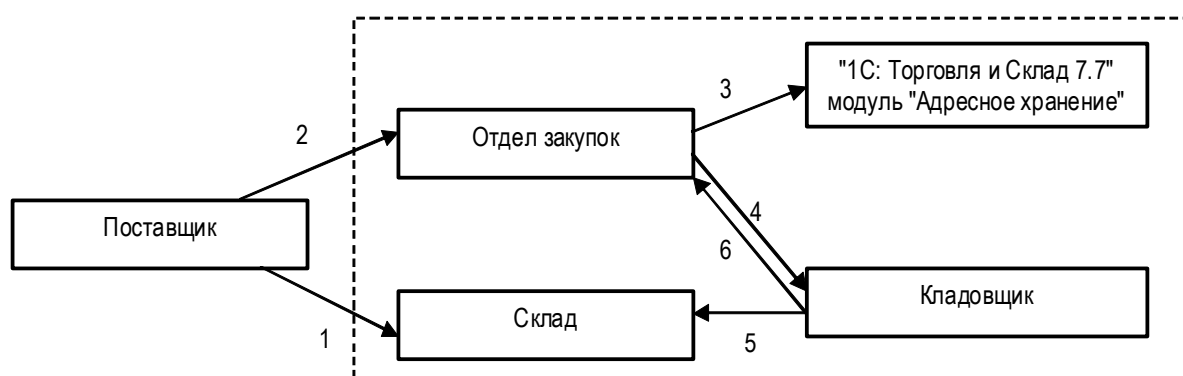 "1С: Торговля и Склад 7.7"
модуль "Адресное хранение"
3
Отдел закупок
2
4
Поставщик
6
Кладовщик
Склад
1
5